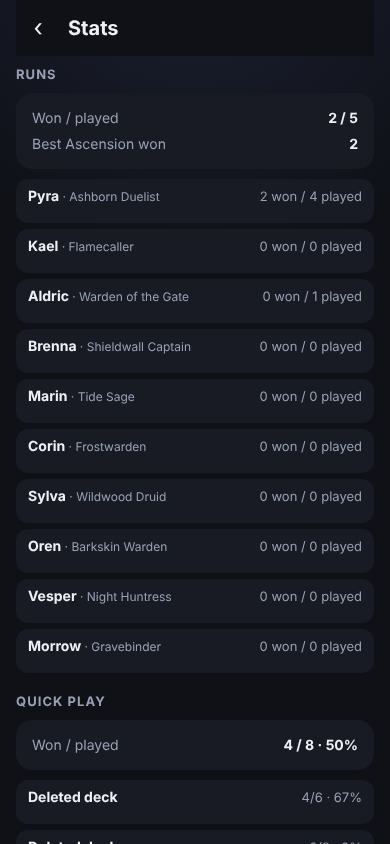 ‹ Stats
RUNS
Won / played 2 / 5
Best Ascension won 2
Pyra · Ashborn Duelist 2 won / 4 played
Kael · Flamecaller 0 won / 0 played
Aldric · Warden of the Gate 0 won / 1 played
Brenna · Shieldwall Captain 0 won / 0 played
Marin · Tide Sage 0 won / 0 played
Corin · Frostwarden 0 won / 0 played
Sylva · Wildwood Druid 0 won / 0 played
Oren · Barkskin Warden 0 won / 0 played
Vesper · Night Huntress 0 won / 0 played
Morrow · Gravebinder 0 won / 0 played
QUICK PLAY
Won / played 4 / 8 · 50%
Deleted deck 4/6 · 67%